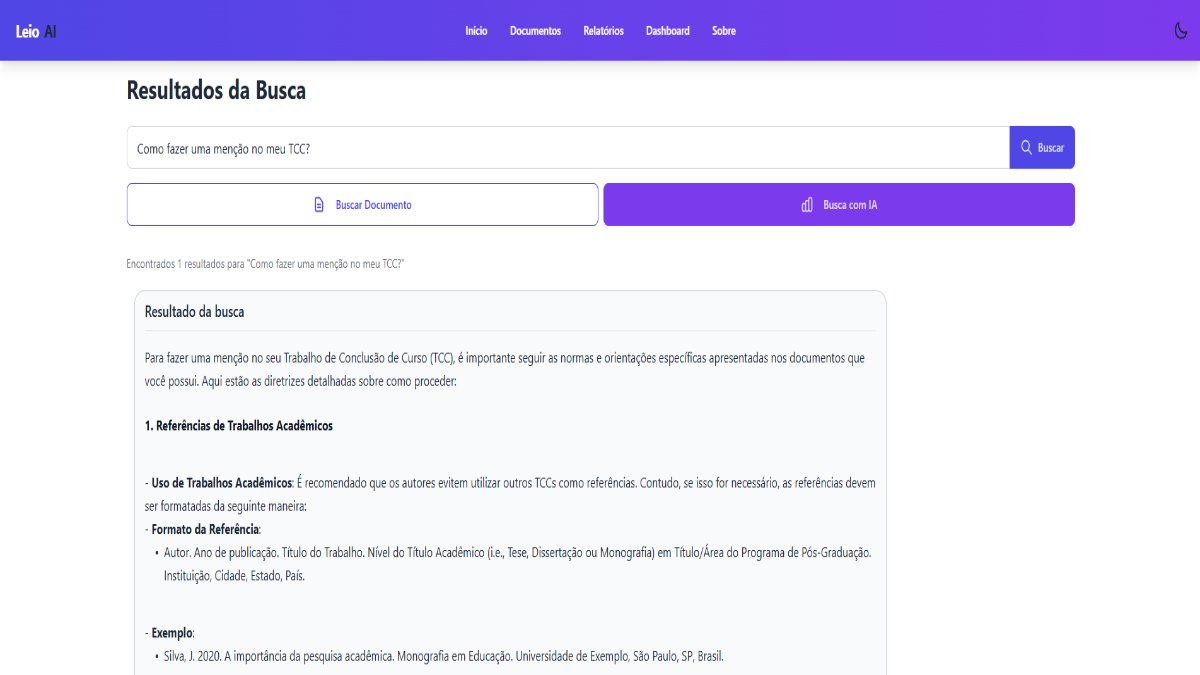 Leio AI
Início Documentos Relatórios Dashboard Sobre
Resultados da Busca
Como fazer uma menção no meu TCC?
Buscar
Buscar Documento
Busca com IA
Encontrados 1 resultados para "Como fazer uma menção no meu TCC?"
Resultado da busca
Para fazer uma menção no seu Trabalho de Conclusão de Curso (TCC), é importante seguir as normas e orientações específicas apresentadas nos documentos que
você possui. Aqui estão as diretrizes detalhadas sobre como proceder:
1. Referências de Trabalhos Acadêmicos
- Uso de Trabalhos Acadêmicos: É recomendado que os autores evitem utilizar outros TCCs como referências. Contudo, se isso for necessário, as referências devem
ser formatadas da seguinte maneira:
- Formato da Referência:
• Autor. Ano de publicação. Título do Trabalho. Nível do Título Acadêmico (i.e., Tese, Dissertação ou Monografia) em Título/Área do Programa de Pós-Graduação.
Instituição, Cidade, Estado, País.
- Exemplo:
• Silva, J. 2020. A importância da pesquisa acadêmica. Monografia em Educação. Universidade de Exemplo, São Paulo, SP, Brasil.